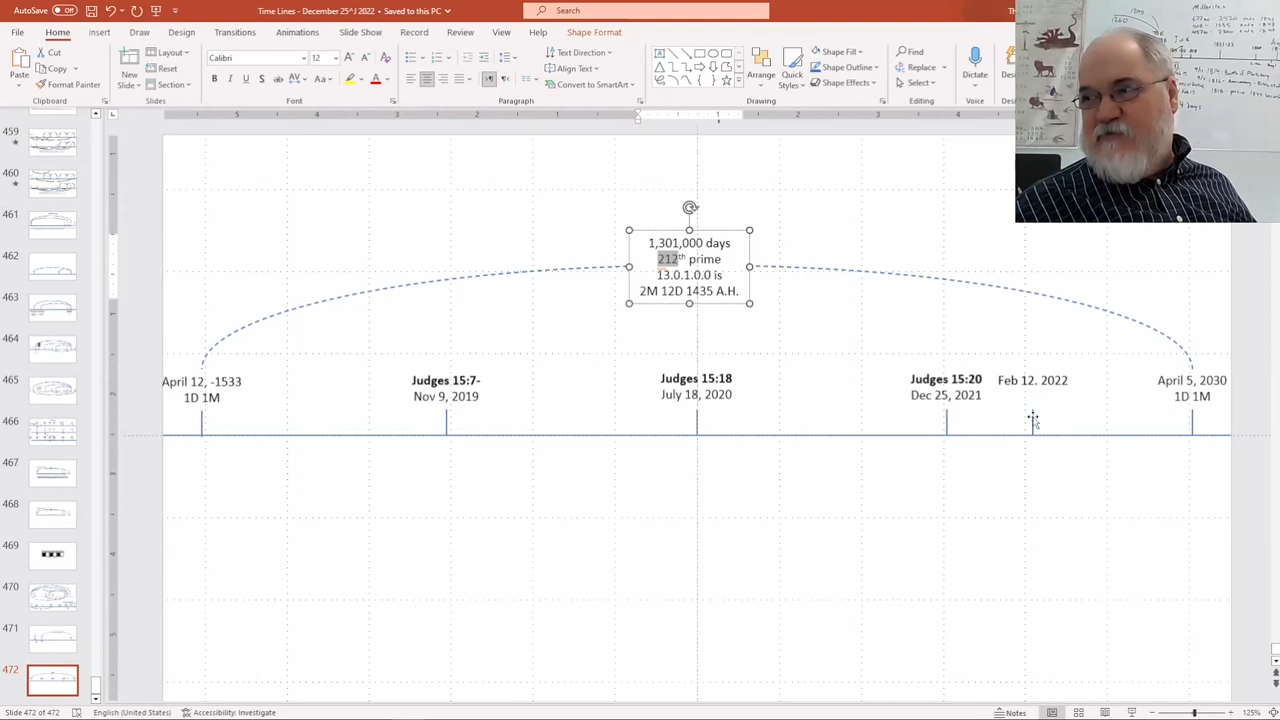 AutoSave Off
Time Lines - December 25^J 2022 • Saved to this PC
Search
File Home Insert Draw Design Transitions Animations Slide Show Record Review View Help Shape Format
Paste
Cut
Copy
Format Painter
Clipboard
New Slide
Layout
Reset
Section
Slides
Calibri 12
Font
Text Direction
Align Text
Convert to SmartArt
Paragraph
Arrange
Quick Styles
Shape Fill
Shape Outline
Shape Effects
Drawing
Find
Replace
Select
Editing
Dictate
Voice
459
460
461
462
463
464
465
466
467
468
469
470
471
472
1,301,000 days
212th prime
13.0.1.0.0 is
2M 12D 1435 A.H.
April 12, -1533
1D 1M
Judges 15:7-
Nov 9, 2019
Judges 15:18
July 18, 2020
Judges 15:20
Dec 25, 2021
Feb 12. 2022
April 5, 2030
1D 1M
1260
Slide 472 of 472 English (United States) Accessibility: Investigate Notes 125%